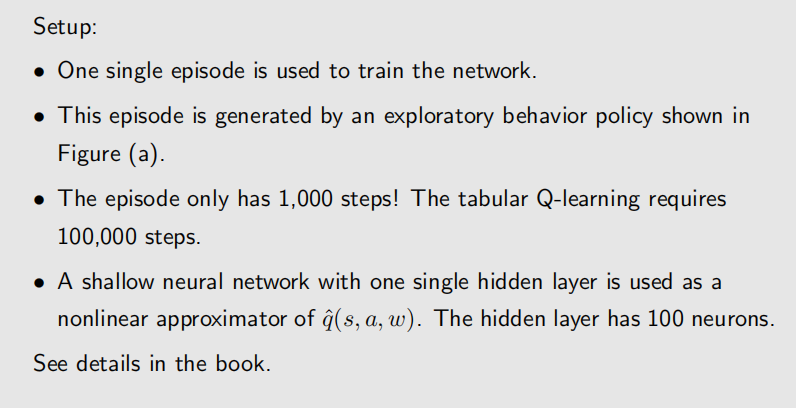 Setup:
• One single episode is used to train the network.
• This episode is generated by an exploratory behavior policy shown in
Figure (a).
• The episode only has 1,000 steps! The tabular Q-learning requires
100,000 steps.
• A shallow neural network with one single hidden layer is used as a
nonlinear approximator of q̂(s, a, w). The hidden layer has 100 neurons.
See details in the book.